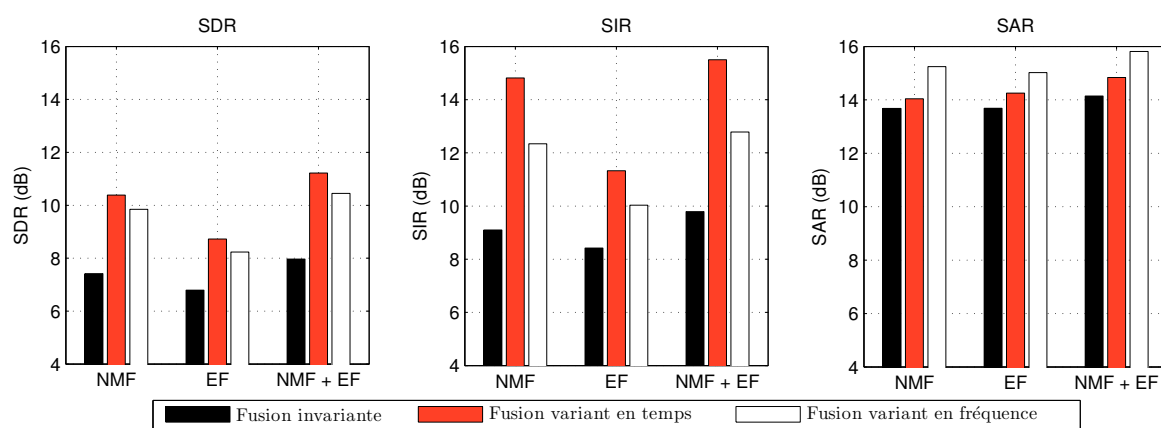 SDR
SIR
SAR
16
14
12
10
8
6
4
SDR (dB)
NMF
EF
NMF + EF
16
14
12
10
8
6
4
SIR (dB)
NMF
EF
NMF + EF
16
14
12
10
8
6
4
SAR (dB)
NMF
EF
NMF + EF
Fusion invariante
Fusion variant en temps
Fusion variant en fréquence